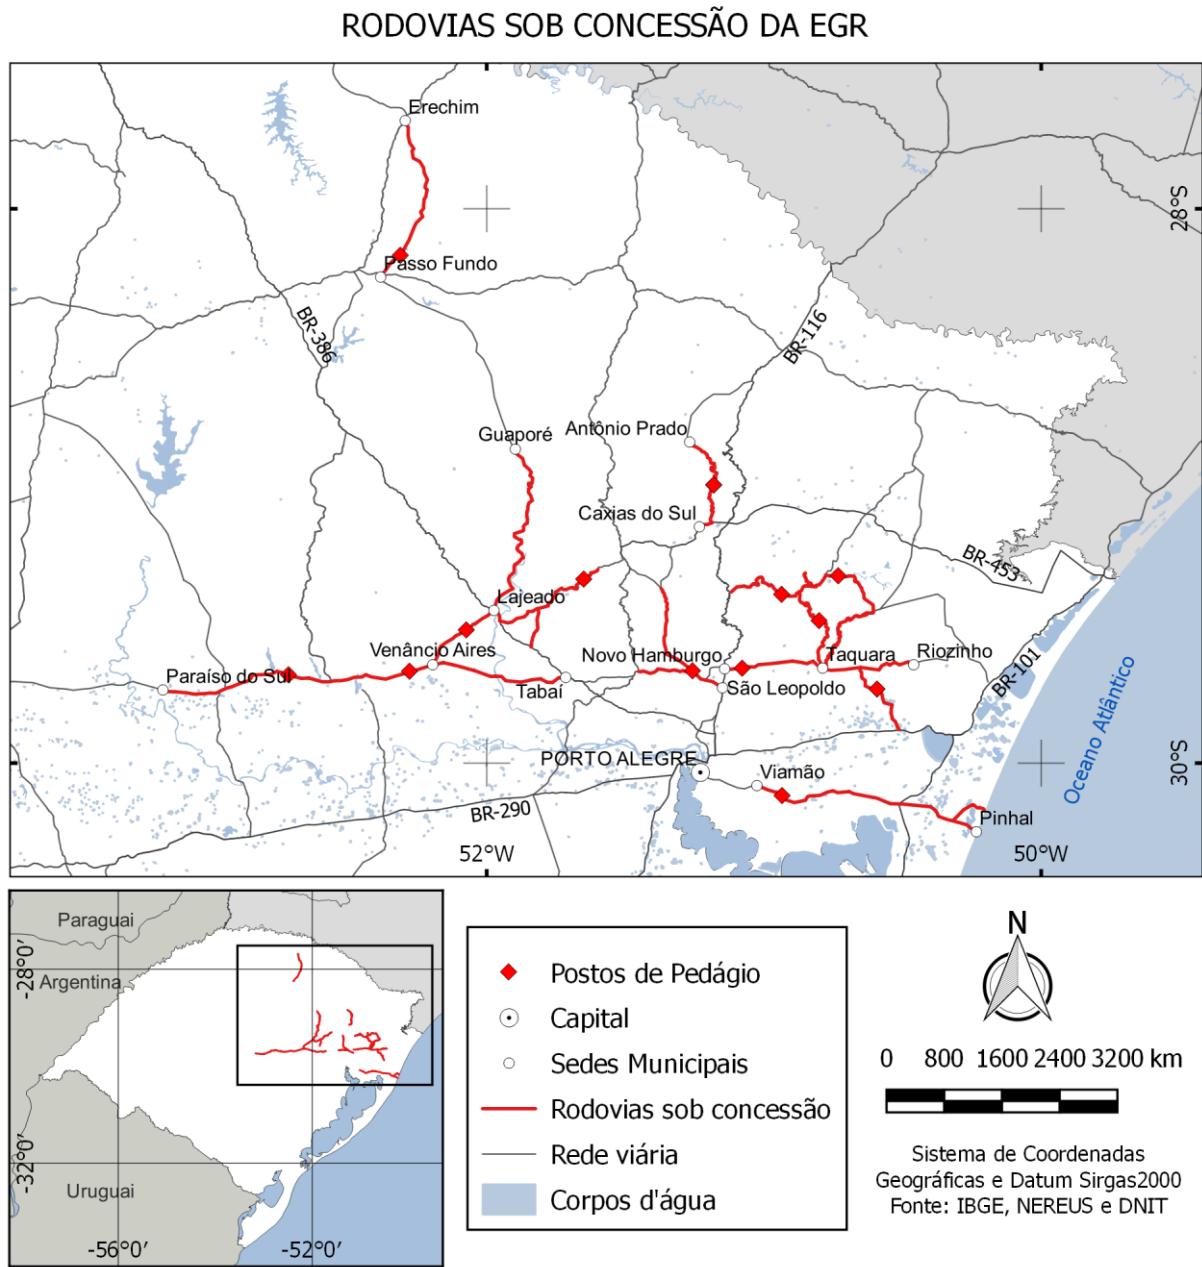 RODOVIAS SOB CONCESSÃO DA EGR
Erechim
28°S
Passo Fundo
BR-386
BR-116
Guaporé
Antônio Prado
Caxias do Sul
BR-453
Lajeado
Venâncio Aires
Novo Hamburgo
Taquara
Riozinho
Paraíso do Sul
Tabaí
São Leopoldo
BR-101
Oceano Atlântico
PORTO ALEGRE
Viamão
30°S
BR-290
Pinhal
52°W
50°W
Paraguai
-28°0'
Argentina
-32°0'
Uruguai
-56°0'
-52°0'
Postos de Pedágio
Capital
Sedes Municipais
Rodovias sob concessão
Rede viária
Corpos d'água
N
0 800 1600 2400 3200 km
Sistema de Coordenadas
Geográficas e Datum Sirgas2000
Fonte: IBGE, NEREUS e DNIT